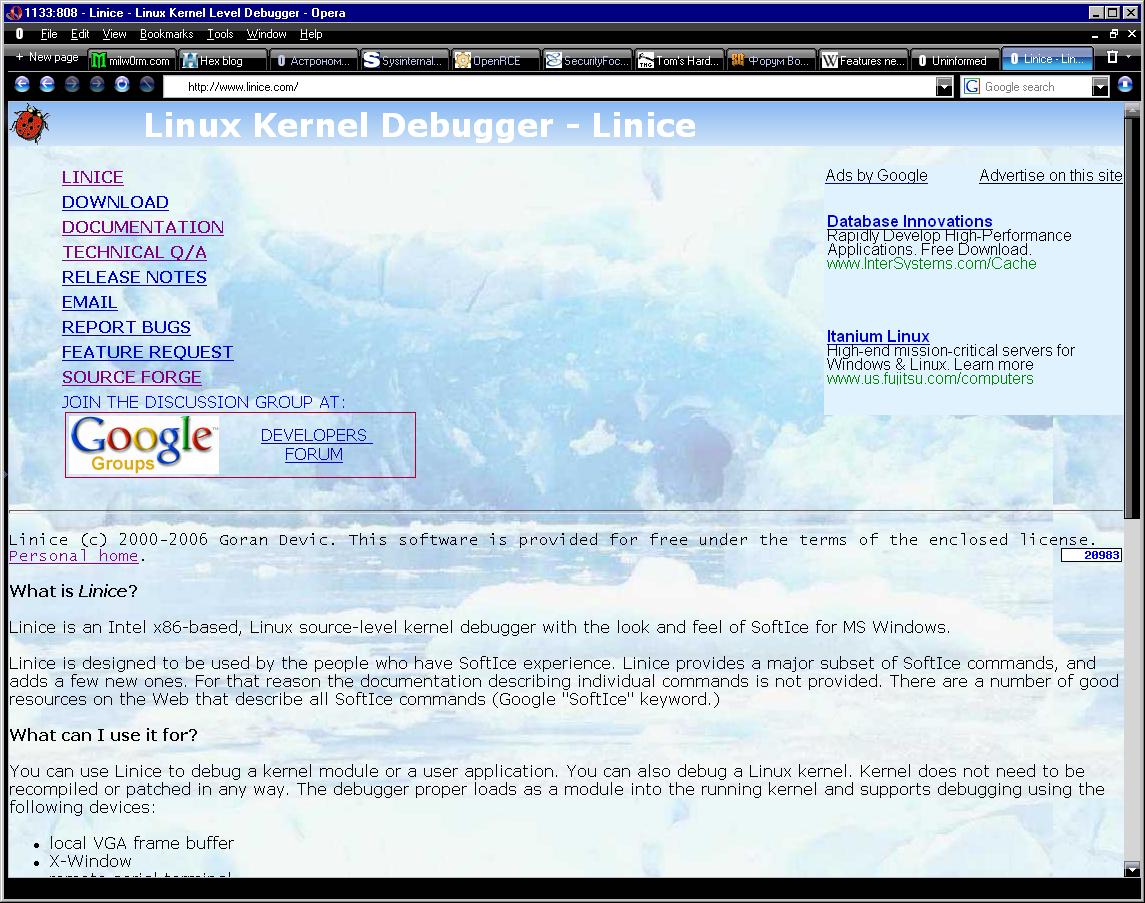 1133:808 - Linice - Linux Kernel Level Debugger - Opera
File Edit View Bookmarks Tools Window Help
+ New page milw0rm.com Hex blog Астроном... Sysinternal... OpenRCE SecurityFoc... Tom's Hard... Форум Во... Features ne... Uninformed Linice - Lin...
http://www.linice.com/ Google search
Linux Kernel Debugger - Linice
LINICE
DOWNLOAD
DOCUMENTATION
TECHNICAL Q/A
RELEASE NOTES
EMAIL
REPORT BUGS
FEATURE REQUEST
SOURCE FORGE
JOIN THE DISCUSSION GROUP AT:
Google™
Groups
DEVELOPERS
FORUM
Ads by Google Advertise on this site
Database Innovations
Rapidly Develop High-Performance
Applications. Free Download.
www.InterSystems.com/Cache
Itanium Linux
High-end mission-critical servers for
Windows & Linux. Learn more
www.us.fujitsu.com/computers
Linice (c) 2000-2006 Goran Devic. This software is provided for free under the terms of the enclosed license.
Personal home.
20983
What is Linice?
Linice is an Intel x86-based, Linux source-level kernel debugger with the look and feel of SoftIce for MS Windows.
Linice is designed to be used by the people who have SoftIce experience. Linice provides a major subset of SoftIce commands, and
adds a few new ones. For that reason the documentation describing individual commands is not provided. There are a number of good
resources on the Web that describe all SoftIce commands (Google "SoftIce" keyword.)
What can I use it for?
You can use Linice to debug a kernel module or a user application. You can also debug a Linux kernel. Kernel does not need to be
recompiled or patched in any way. The debugger proper loads as a module into the running kernel and supports debugging using the
following devices:
• local VGA frame buffer
• X-Window